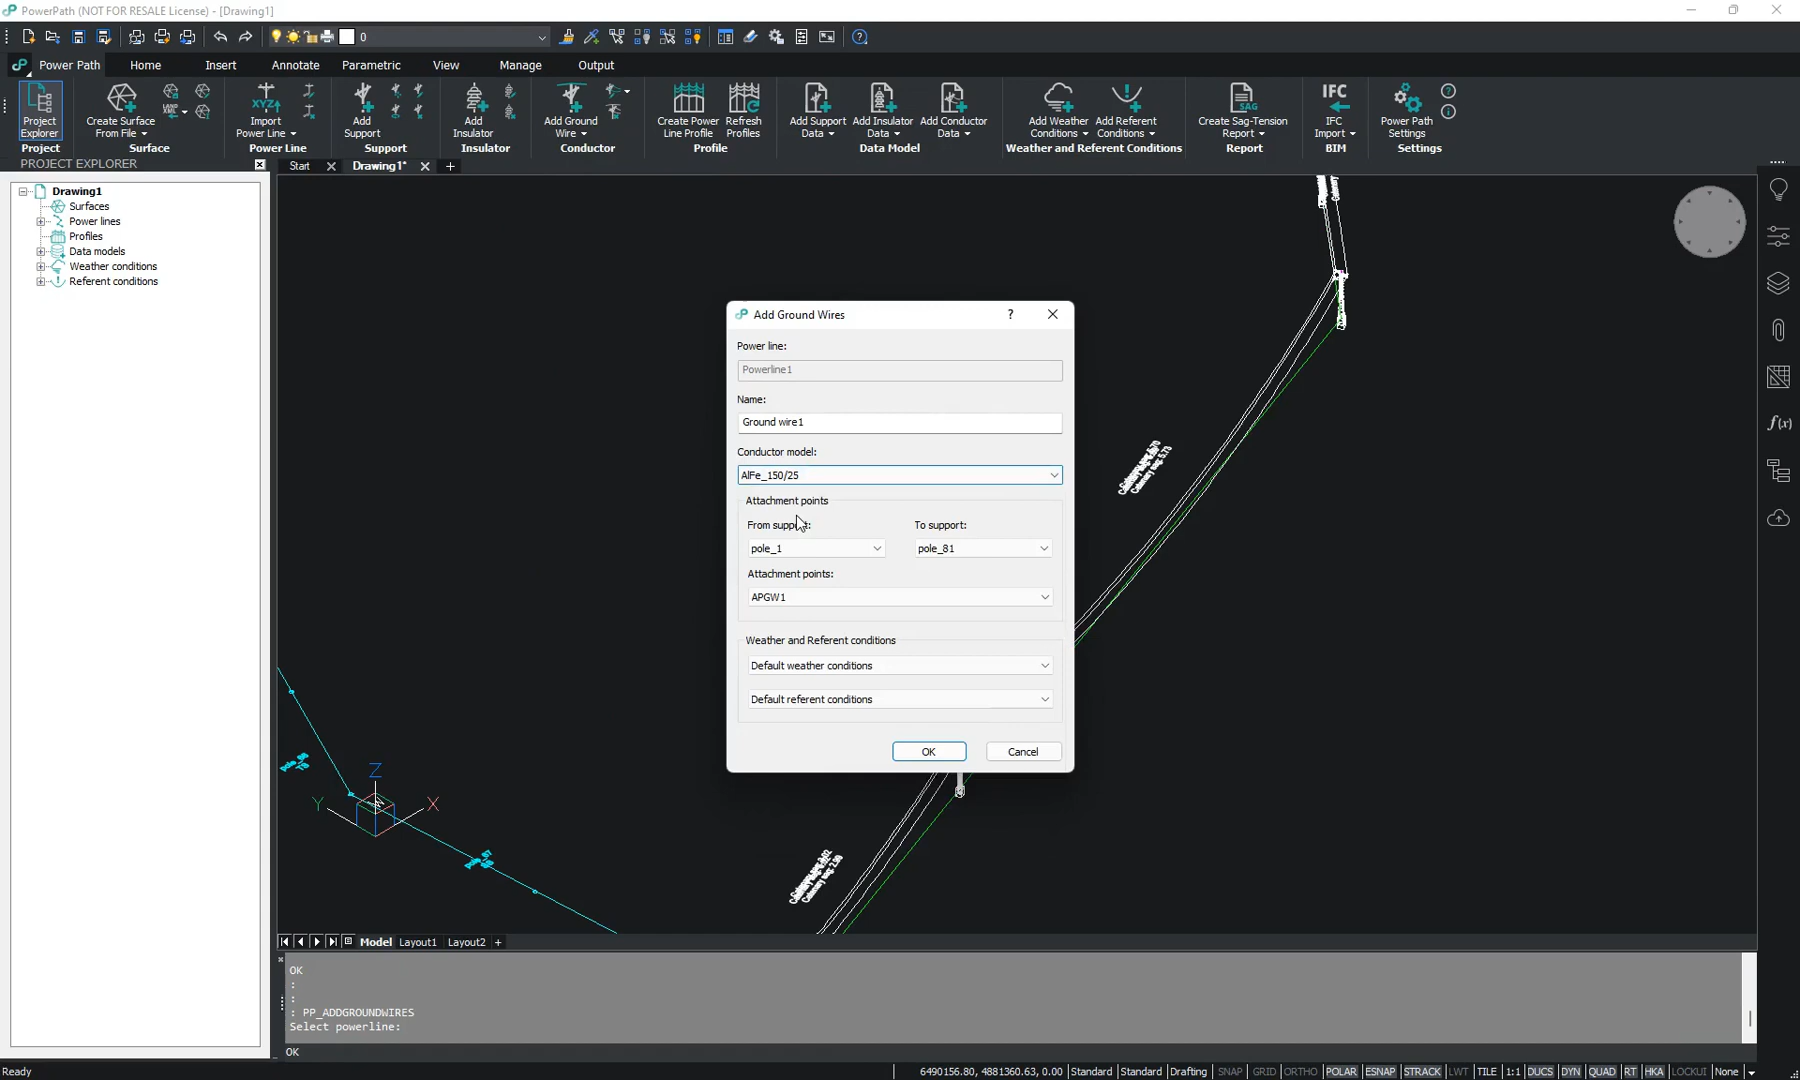 PowerPath (NOT FOR RESALE License) - [Drawing1]
0
Power Path
Home
Insert
Annotate
Parametric
View
Manage
Output
Project
Explorer
Project
Create Surface
From File
LAND
XML
Surface
XYZ
Import
Power Line
Power Line
Add
Support
Support
Add
Insulator
Insulator
Add Ground
Wire
Conductor
Create Power
Line Profile
Refresh
Profiles
Profile
Add Support
Data
Add Insulator
Data
Add Conductor
Data
Data Model
Add Weather
Conditions
Add Referent
Conditions
Weather and Referent Conditions
SAG
Create Sag-Tension
Report
Report
IFC
IFC
Import
BIM
Power Path
Settings
Settings
PROJECT EXPLORER
Start
Drawing1*
Drawing1
Surfaces
Power lines
Profiles
Data models
Weather conditions
Referent conditions
Add Ground Wires
?
Power line:
Powerline1
Name:
Ground wire1
Conductor model:
AlFe_150/25
Attachment points
From support:
To support:
pole_1
pole_81
Attachment points:
APGW1
Weather and Referent conditions
Default weather conditions
Default referent conditions
OK
Cancel
Z
Y
X
W
f(x)
Model
Layout1
Layout2
+
OK
:
:
: PP_ADDGROUNDWIRES
Select powerline:
OK
Ready
6490156.80, 4881360.63, 0.00
Standard
Standard
Drafting
SNAP
GRID
ORTHO
POLAR
ESNAP
STRACK
LWT
TILE
1:1
DUCS
DYN
QUAD
RT
HKA
LOCKUI
None